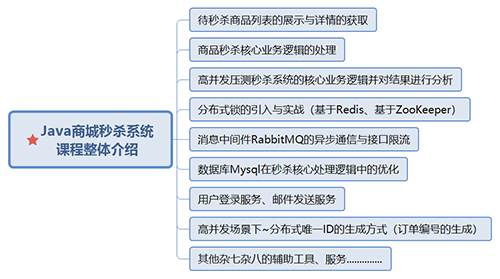 待秒杀商品列表的展示与详情的获取
商品秒杀核心业务逻辑的处理
高并发压测秒杀系统的核心业务逻辑并对结果进行分析
分布式锁的引入与实战（基于Redis、基于ZooKeeper）
Java商城秒杀系统
课程整体介绍
消息中间件RabbitMQ的异步通信与接口限流
数据库Mysql在秒杀核心处理逻辑中的优化
用户登录服务、邮件发送服务
高并发场景下~分布式唯一ID的生成方式（订单编号的生成）
其他杂七杂八的辅助工具、服务..............